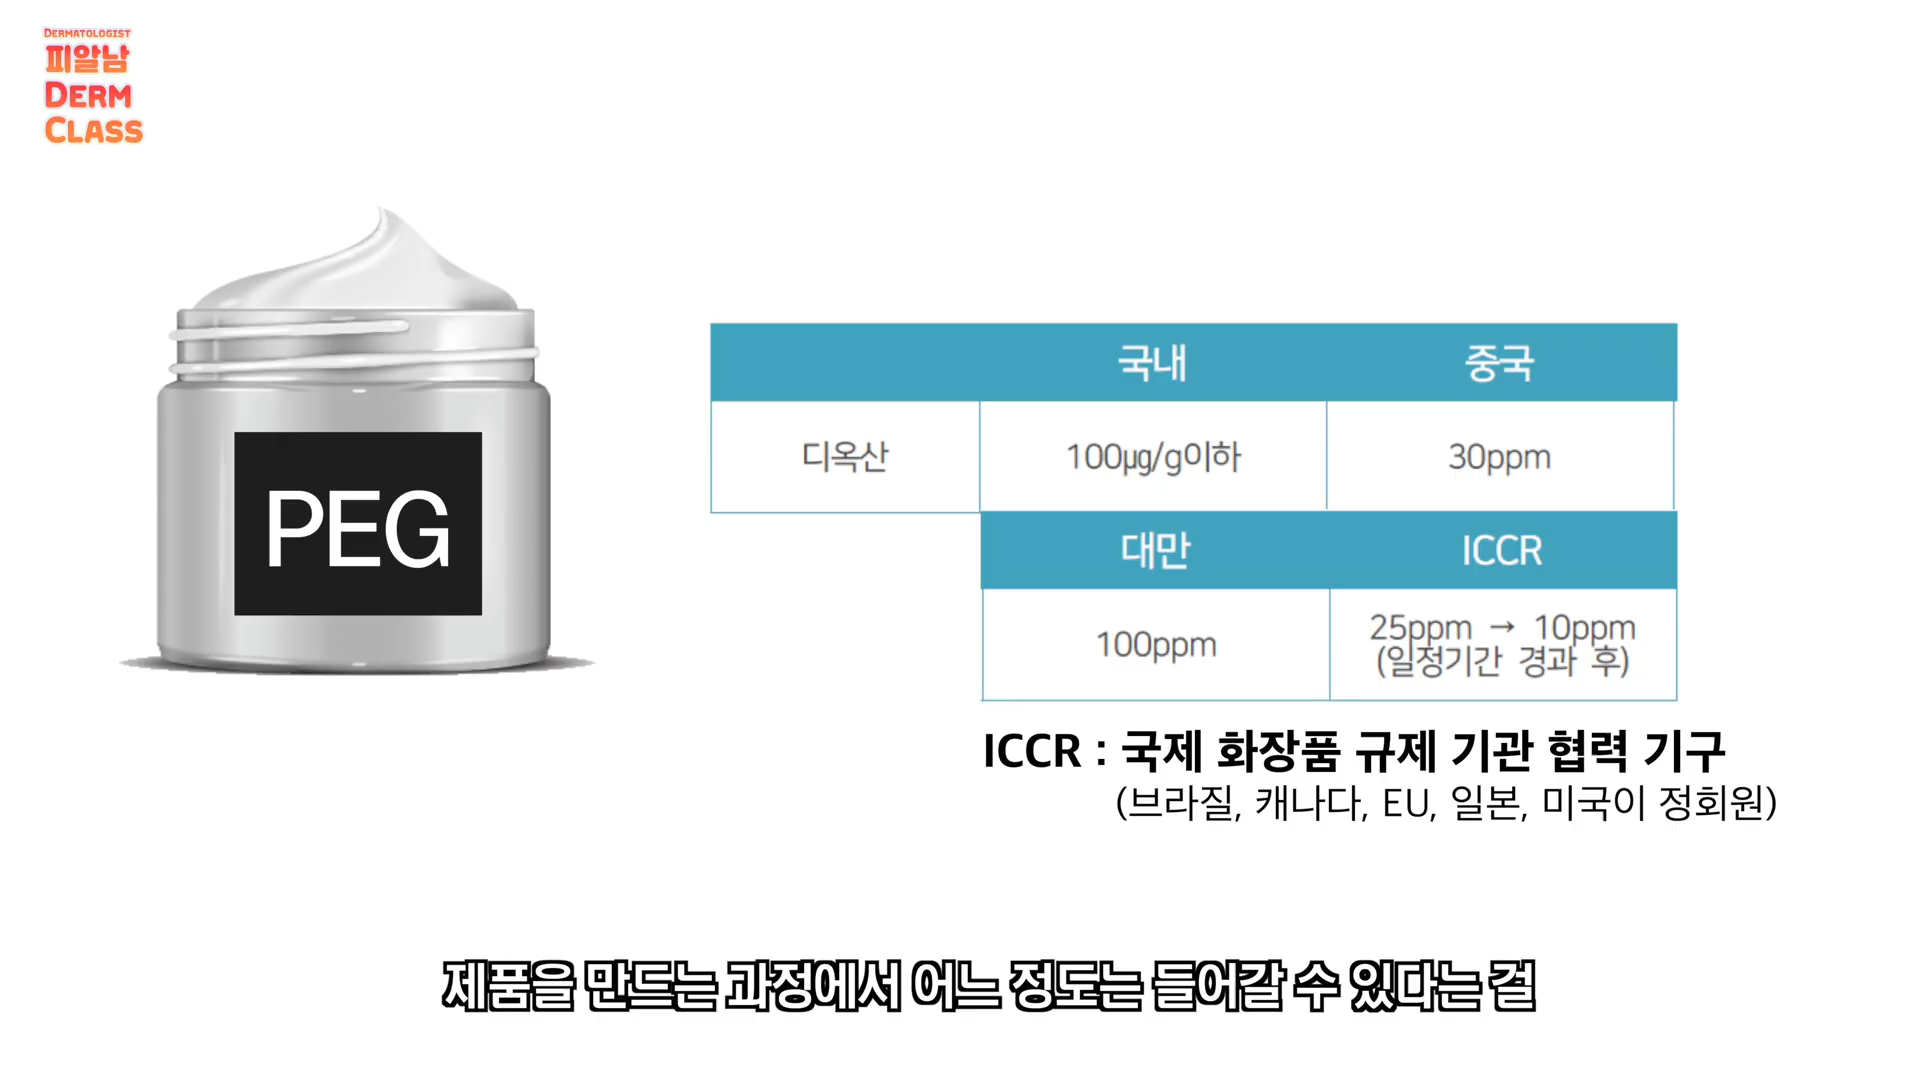 DERMATOLOGIST
피알남
DERM
CLASS
PEG
국내 중국
디옥산 100㎍/g이하 30ppm
대만 ICCR
100ppm 25ppm → 10ppm
(일정기간 경과 후)
ICCR : 국제 화장품 규제 기관 협력 기구
(브라질, 캐나다, EU, 일본, 미국이 정회원)
제품을 만드는 과정에서 어느 정도는 들어갈 수 있다는 걸